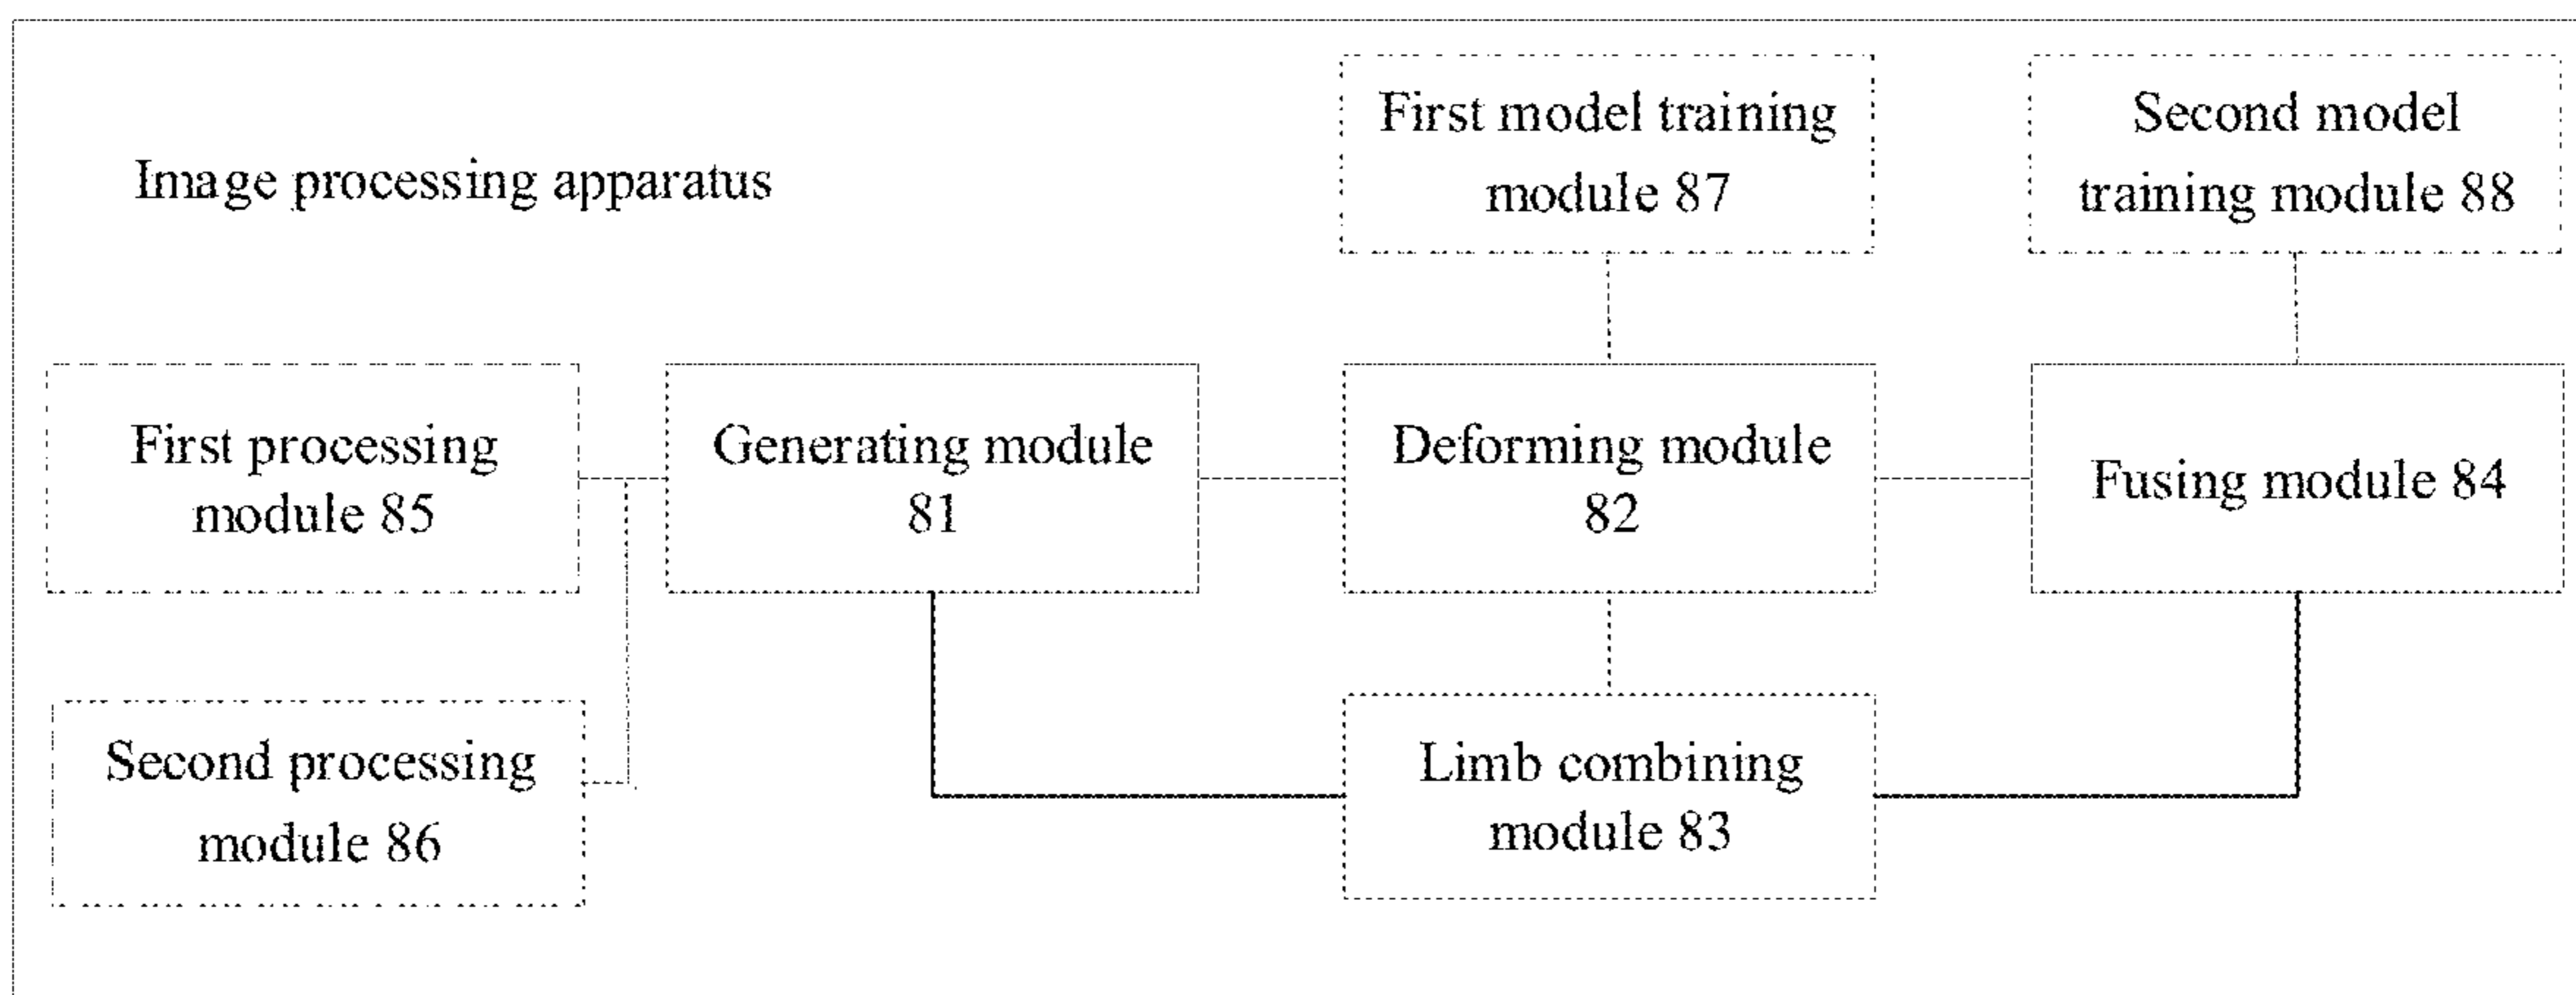 Image processing apparatus
First model training
module 87
Second model
training module 88
First processing
module 85
Generating module
81
Deforming module
82
Fusing module 84
Second processing
module 86
Limb combining
module 83